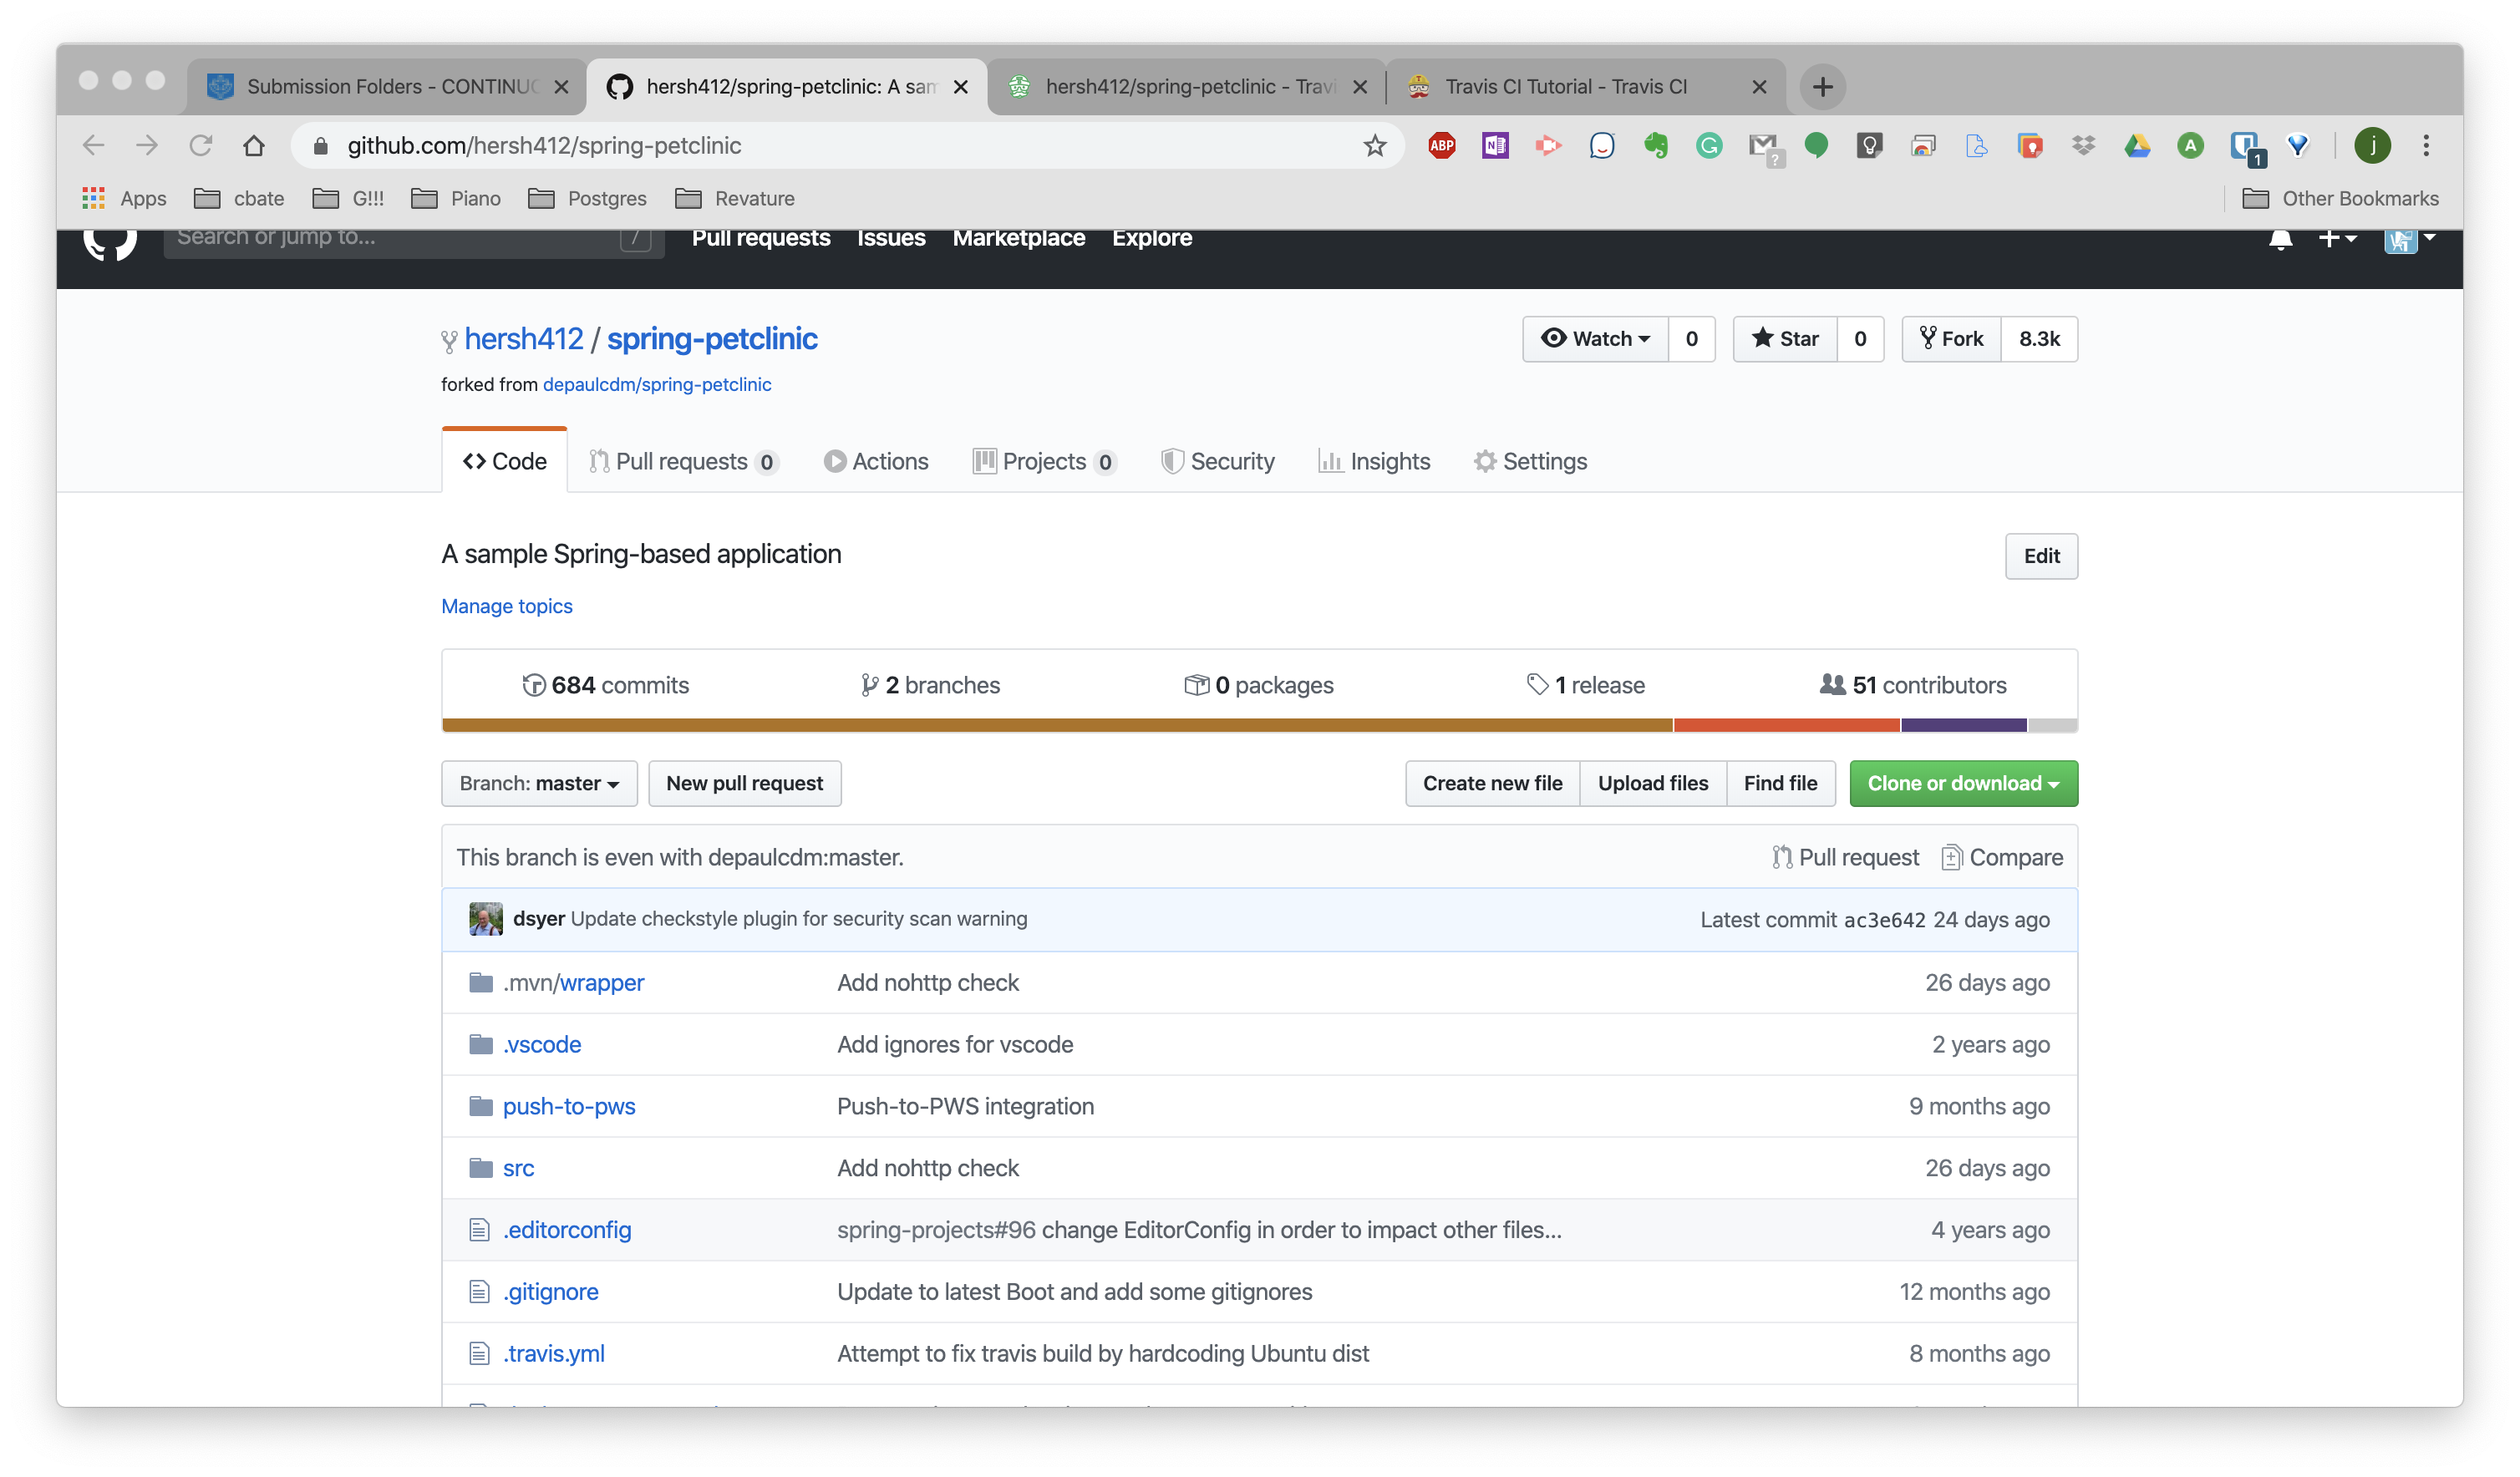 Submission Folders - CONTINUC
hersh412/spring-petclinic: A sam
hersh412/spring-petclinic - Travi
Travis CI Tutorial - Travis CI
github.com/hersh412/spring-petclinic
ABP
N
G
?
A
1
j
Apps
cbate
G!!!
Piano
Postgres
Revature
Other Bookmarks
Search or jump to...
/
Pull requests Issues Marketplace Explore
hersh412 / spring-petclinic
Watch 0
Star 0
Fork 8.3k
forked from depaulcdm/spring-petclinic
Code
Pull requests 0
Actions
Projects 0
Security
Insights
Settings
A sample Spring-based application
Edit
Manage topics
684 commits
2 branches
0 packages
1 release
51 contributors
Branch: master
New pull request
Create new file
Upload files
Find file
Clone or download
This branch is even with depaulcdm:master.
Pull request
Compare
dsyer Update checkstyle plugin for security scan warning
Latest commit ac3e642 24 days ago
.mvn/wrapper Add nohttp check 26 days ago
.vscode Add ignores for vscode 2 years ago
push-to-pws Push-to-PWS integration 9 months ago
src Add nohttp check 26 days ago
.editorconfig spring-projects#96 change EditorConfig in order to impact other files... 4 years ago
.gitignore Update to latest Boot and add some gitignores 12 months ago
.travis.yml Attempt to fix travis build by hardcoding Ubuntu dist 8 months ago